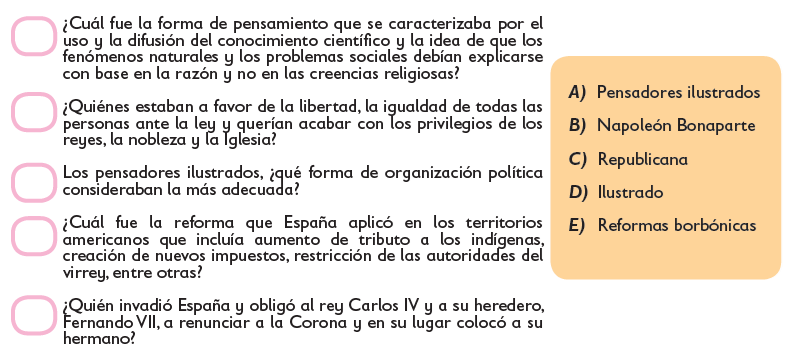 ¿Cuál fue la forma de pensamiento que se caracterizaba por el
uso y la difusión del conocimiento científico y la idea de que los
fenómenos naturales y los problemas sociales debían explicarse
con base en la razón y no en las creencias religiosas?
¿Quiénes estaban a favor de la libertad, la igualdad de todas las
personas ante la ley y querían acabar con los privilegios de los
reyes, la nobleza y la Iglesia?
Los pensadores ilustrados, ¿qué forma de organización política
consideraban la más adecuada?
¿Cuál fue la reforma que España aplicó en los territorios
americanos que incluía aumento de tributo a los indígenas,
creación de nuevos impuestos, restricción de las autoridades del
virrey, entre otras?
¿Quién invadió España y obligó al rey Carlos IV y a su heredero,
Fernando VII, a renunciar a la Corona y en su lugar colocó a su
hermano?
A) Pensadores ilustrados
B) Napoleón Bonaparte
C) Republicana
D) Ilustrado
E) Reformas borbónicas